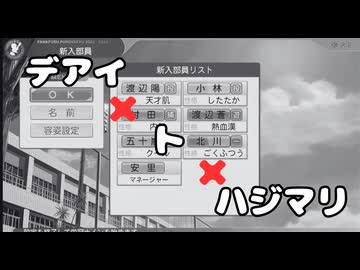 新入部員
デアイ
OK
名前
容姿設定
新入部員リスト
渡辺陽 小林
天才肌 したたか
村田 渡辺蒼
熱血漢
五十 北川
ク ごくふつう
安里
マネージャー
ト
ハジマリ